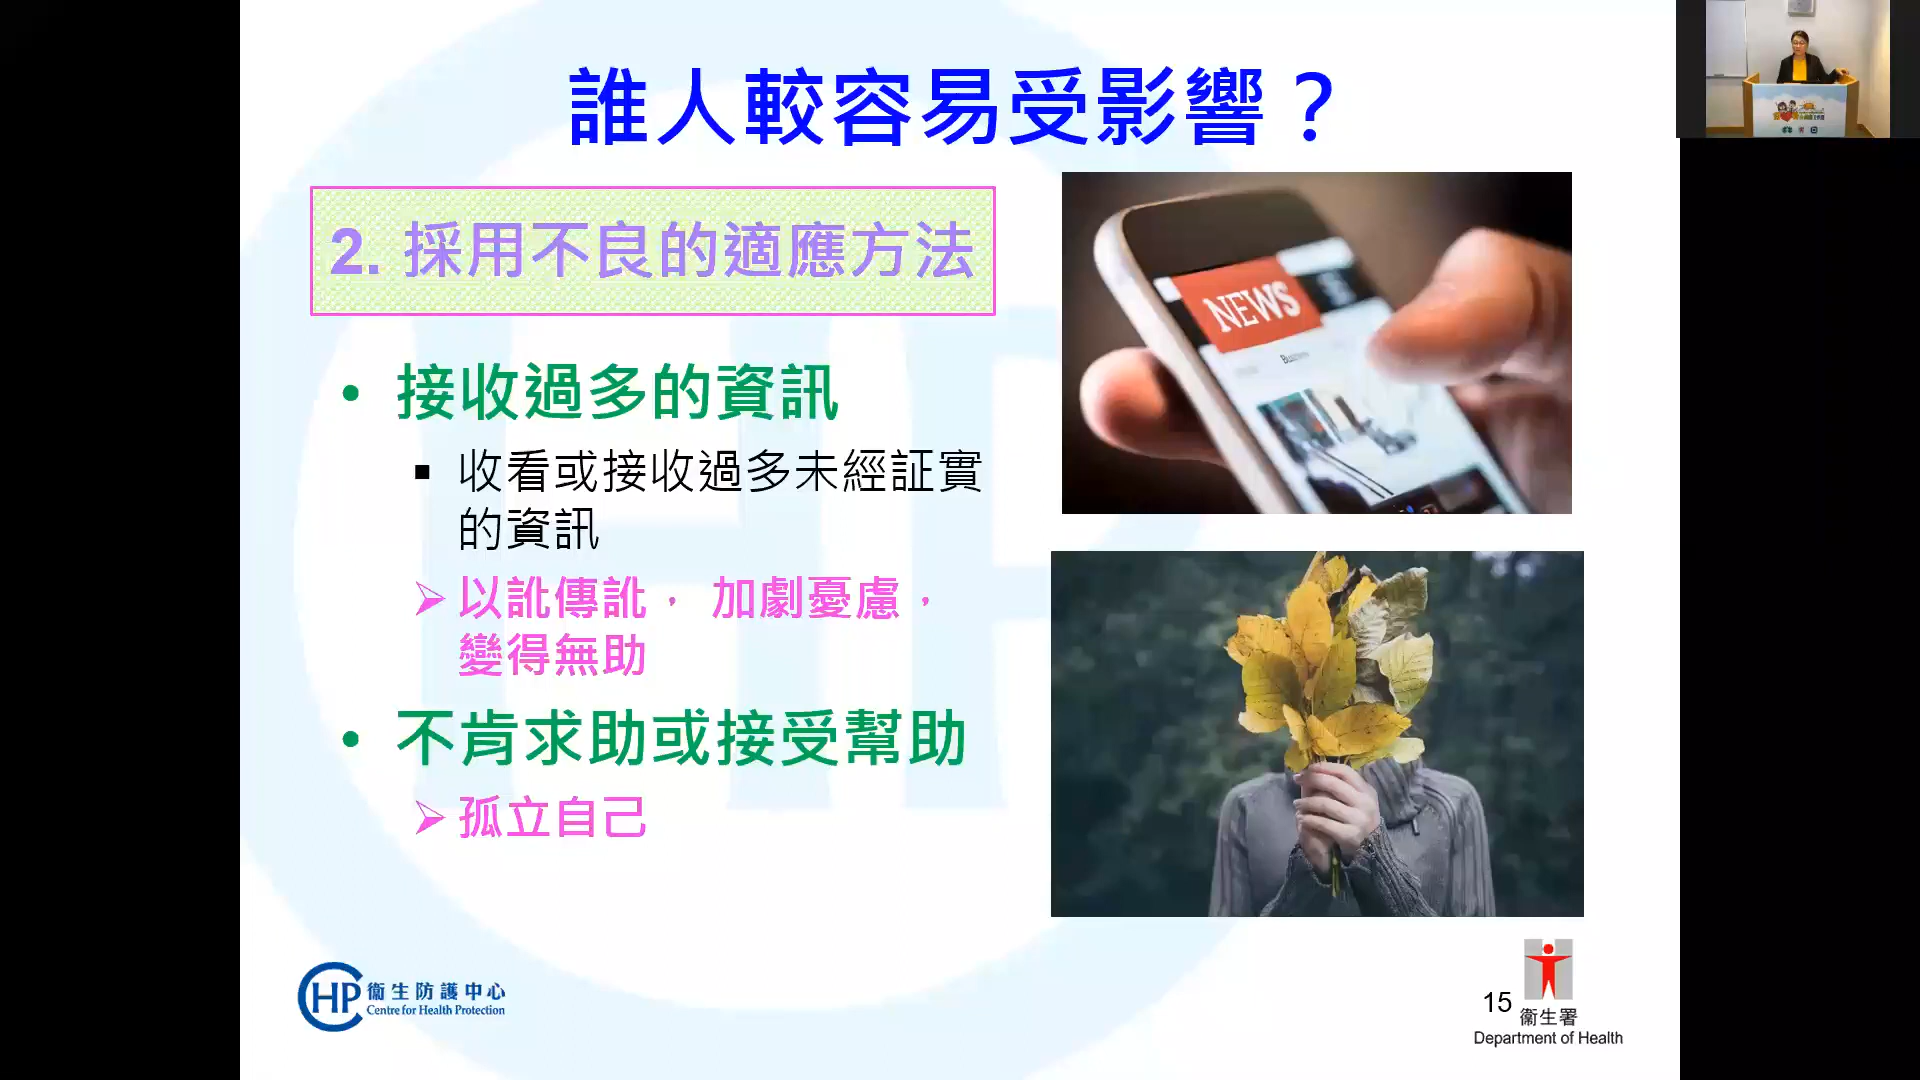 誰人較容易受影響？
2. 採用不良的適應方法
• 接收過多的資訊
▪ 收看或接收過多未經証實
的資訊
➢ 以訛傳訛， 加劇憂慮，
變得無助
• 不肯求助或接受幫助
➢ 孤立自己
NEWS
CHP 衞生防護中心
Centre for Health Protection
15
衞生署
Department of Health